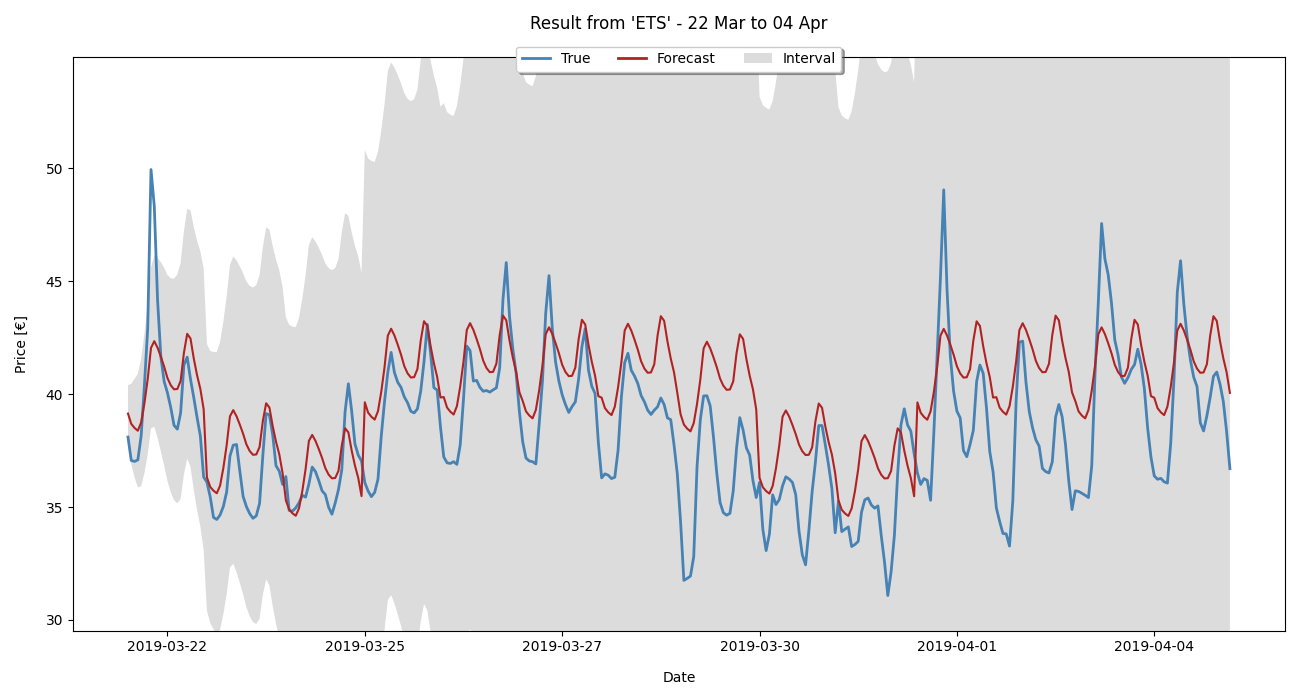 Result from 'ETS' - 22 Mar to 04 Apr
True Forecast Interval
Price [€]
50
45
40
35
30
2019-03-22 2019-03-25 2019-03-27 2019-03-30 2019-04-01 2019-04-04
Date